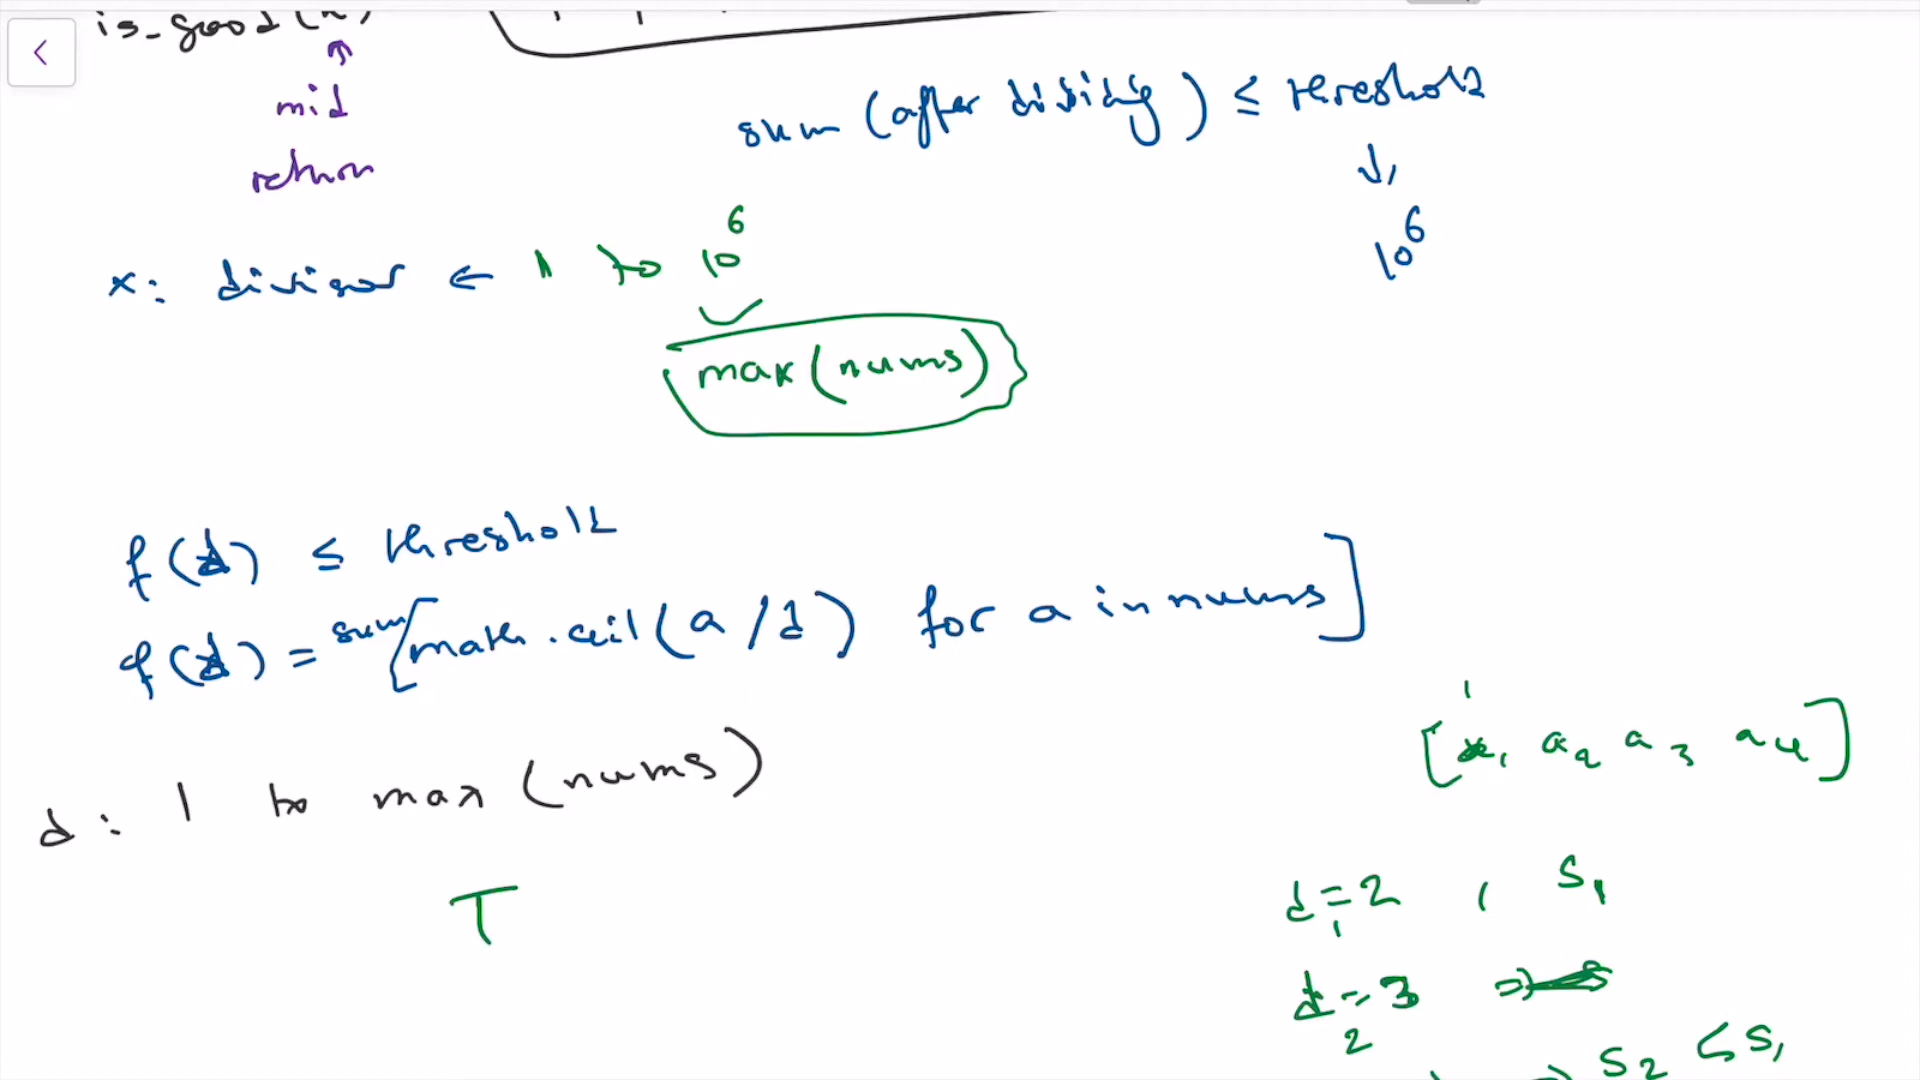 is_good(x)
mid
return
sum (after dividing) ≤ threshold
10^6
x: divisor ← 1 to 10^6
max(nums)
f(d) ≤ threshold
f(d) = sum[math.ceil(a/d) for a in nums]
1
[a1 a2 a3 a4]
d: 1 to max(nums)
d1=2, S1
T
d2=3 ⇒
⇒ S2 ≤ S1